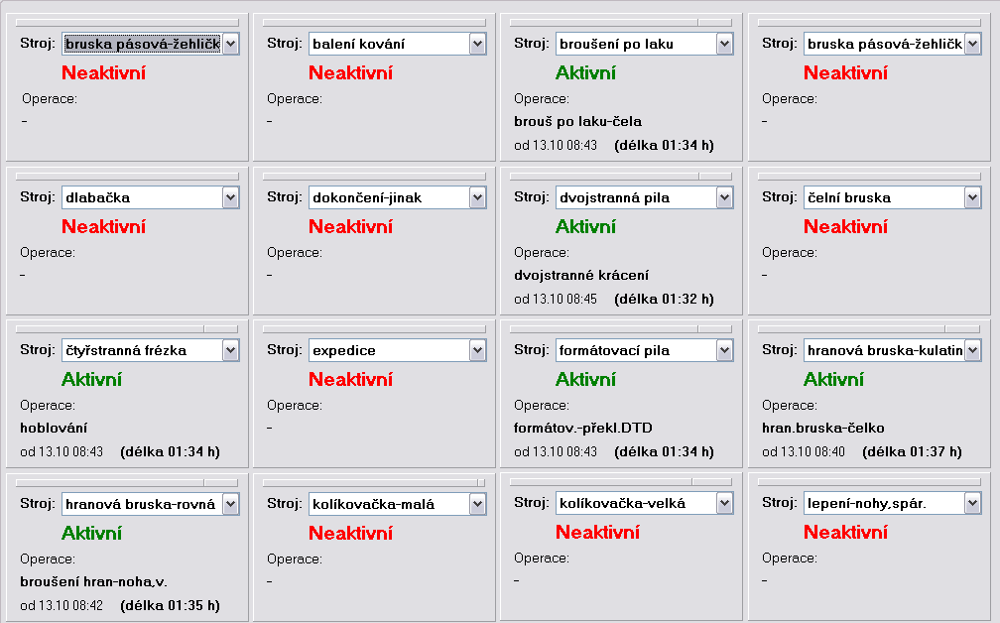 Stroj: bruska pásová-žehličk
Neaktivní
Operace:
-
Stroj: balení kování
Neaktivní
Operace:
-
Stroj: broušení po laku
Aktivní
Operace:
brouš po laku-čela
od 13.10 08:43 (délka 01:34 h)
Stroj: bruska pásová-žehličk
Neaktivní
Operace:
-
Stroj: dlabačka
Neaktivní
Operace:
-
Stroj: dokončení-jinak
Neaktivní
Operace:
-
Stroj: dvojstranná pila
Aktivní
Operace:
dvojstranné krácení
od 13.10 08:45 (délka 01:32 h)
Stroj: čelní bruska
Neaktivní
Operace:
-
Stroj: čtyřstranná frézka
Aktivní
Operace:
hoblování
od 13.10 08:43 (délka 01:34 h)
Stroj: expedice
Neaktivní
Operace:
-
Stroj: formátovací pila
Aktivní
Operace:
formátov.-překl.DTD
od 13.10 08:43 (délka 01:34 h)
Stroj: hranová bruska-kulatin
Aktivní
Operace:
hran.bruska-čelko
od 13.10 08:40 (délka 01:37 h)
Stroj: hranová bruska-rovná
Aktivní
Operace:
broušení hran-noha,v.
od 13.10 08:42 (délka 01:35 h)
Stroj: kolíkovačka-malá
Neaktivní
Operace:
-
Stroj: kolíkovačka-velká
Neaktivní
Operace:
-
Stroj: lepení-nohy,spár.
Neaktivní
Operace:
-